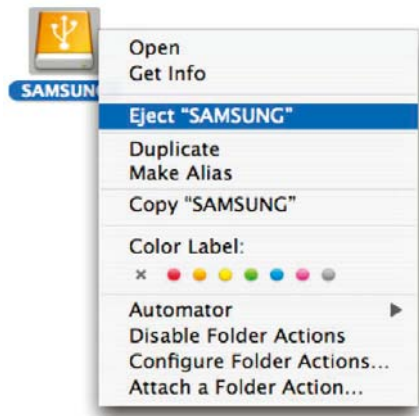 SAMSUN
Open
Get Info
Eject “SAMSUNG”
Duplicate
Make Alias
Copy “SAMSUNG”
Color Label:
Automator
Disable Folder Actions
Configure Folder Actions...
Attach a Folder Action...